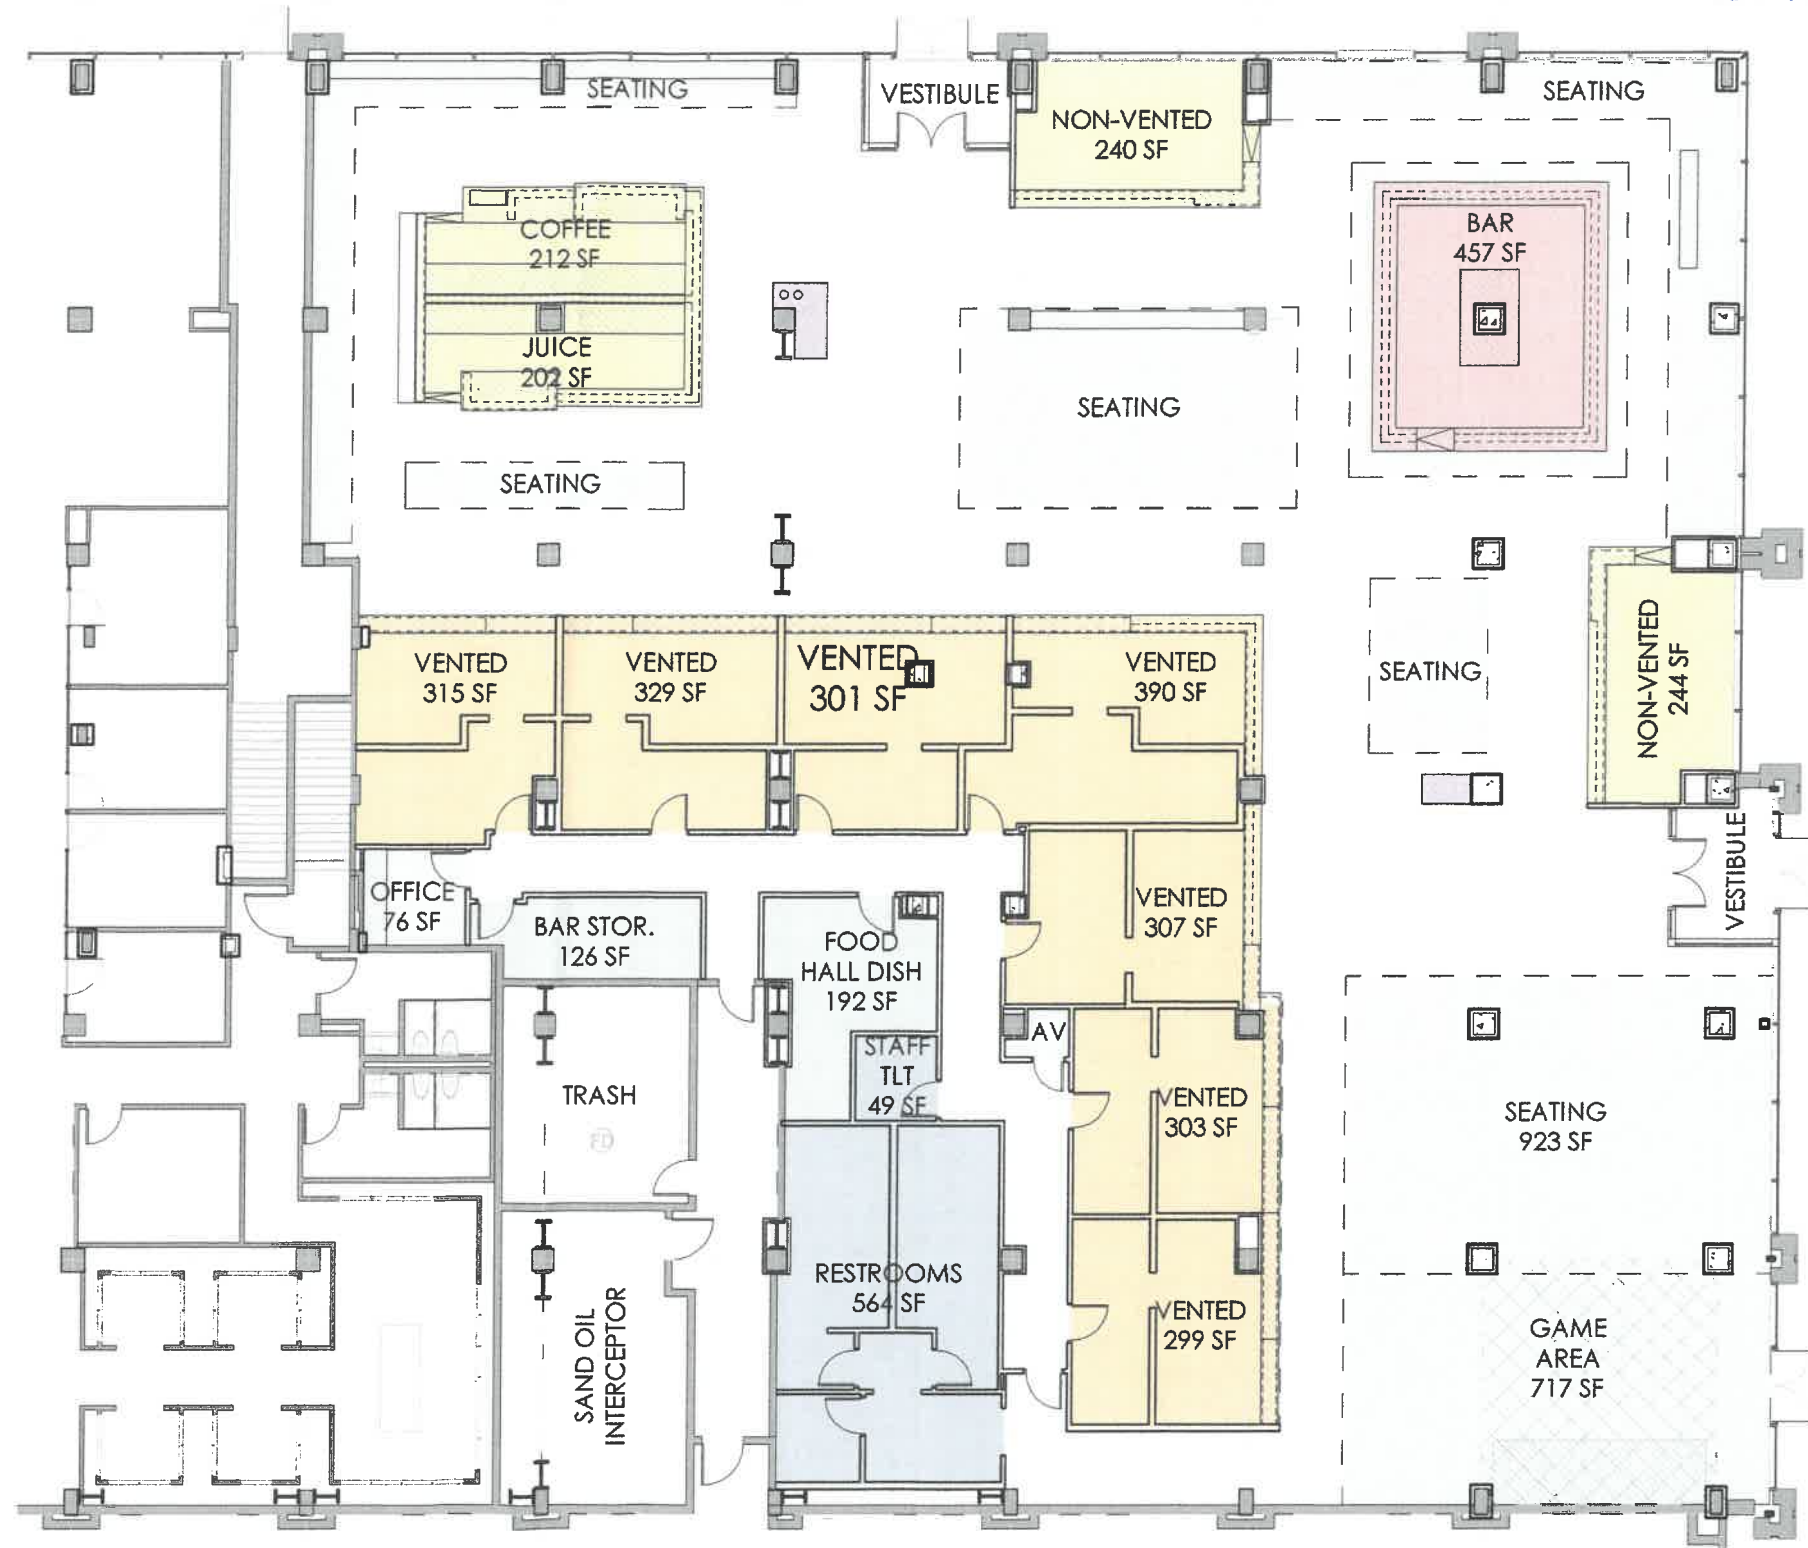 SEATING
VESTIBULE
NON-VENTED
240 SF
SEATING
COFFEE
212 SF
BAR
457 SF
JUICE
202 SF
SEATING
SEATING
NON-VENTED
244 SF
VENTED
315 SF
VENTED
329 SF
VENTED
301 SF
VENTED
390 SF
SEATING
VESTIBULE
OFFICE
76 SF
BAR STOR.
126 SF
FOOD
HALL DISH
192 SF
VENTED
307 SF
AV
STAFF
TLT
49 SF
TRASH
FD
VENTED
303 SF
SEATING
923 SF
RESTROOMS
564 SF
SAND OIL
INTERCEPTOR
VENTED
299 SF
GAME
AREA
717 SF